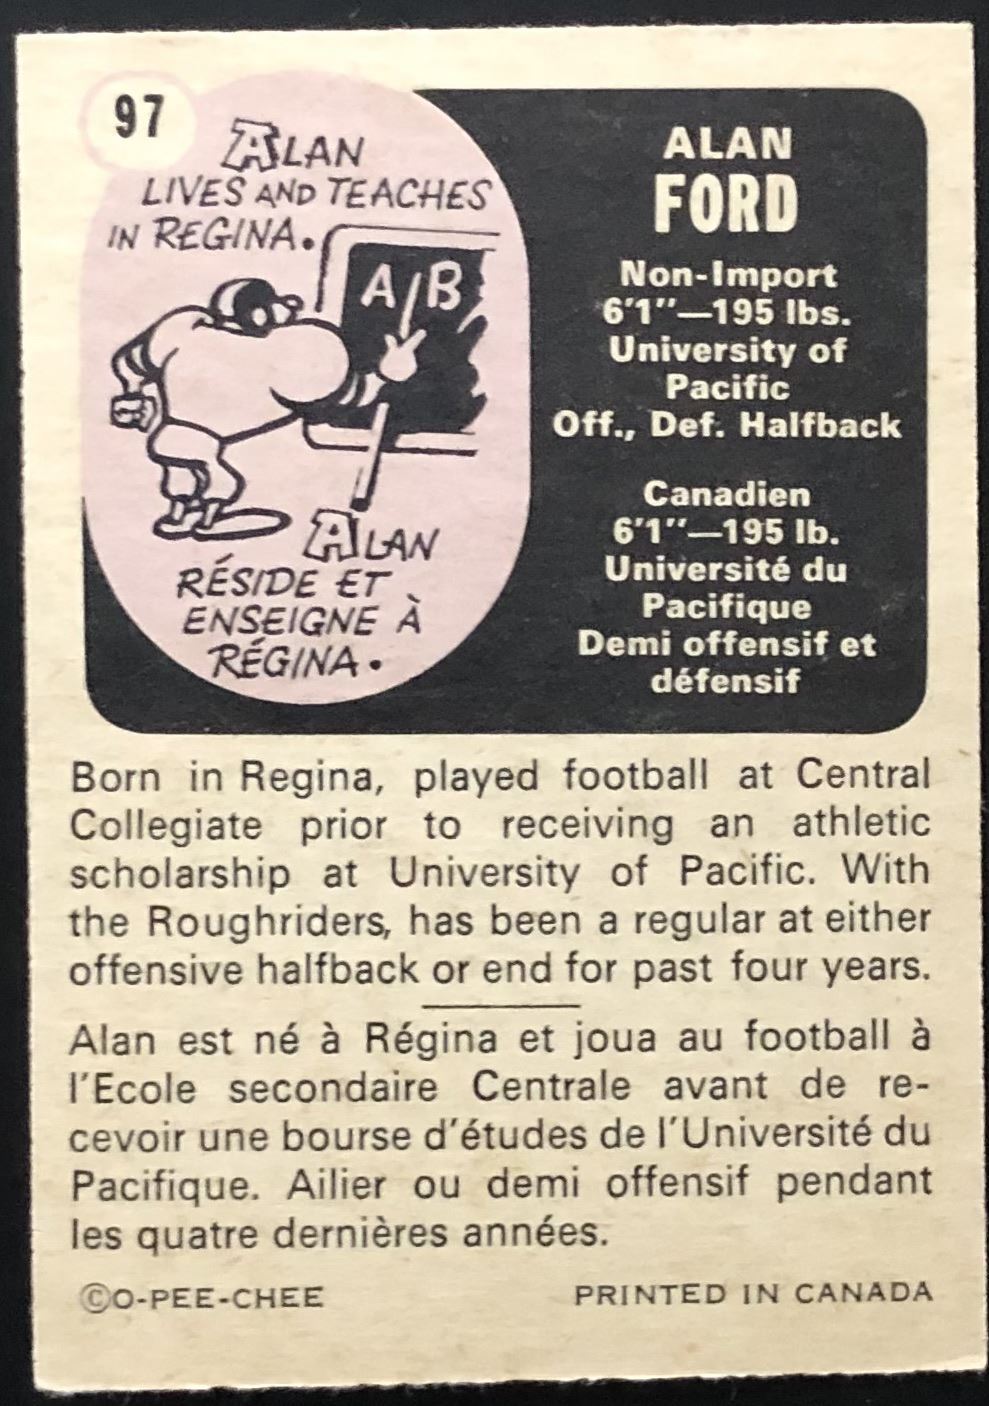 97
ALAN
LIVES AND TEACHES
IN REGINA.
A B
ALAN
RÉSIDE ET
ENSEIGNE À
RÉGINA.
ALAN
FORD
Non-Import
6'1"—195 lbs.
University of
Pacific
Off., Def. Halfback
Canadien
6'1"—195 lb.
Université du
Pacifique
Demi offensif et
défensif
Born in Regina, played football at Central
Collegiate prior to receiving an athletic
scholarship at University of Pacific. With
the Roughriders, has been a regular at either
offensive halfback or end for past four years.
Alan est né à Régina et joua au football à
l'Ecole secondaire Centrale avant de re-
cevoir une bourse d'études de l'Université du
Pacifique. Ailier ou demi offensif pendant
les quatre dernières années.
©O-PEE-CHEE PRINTED IN CANADA